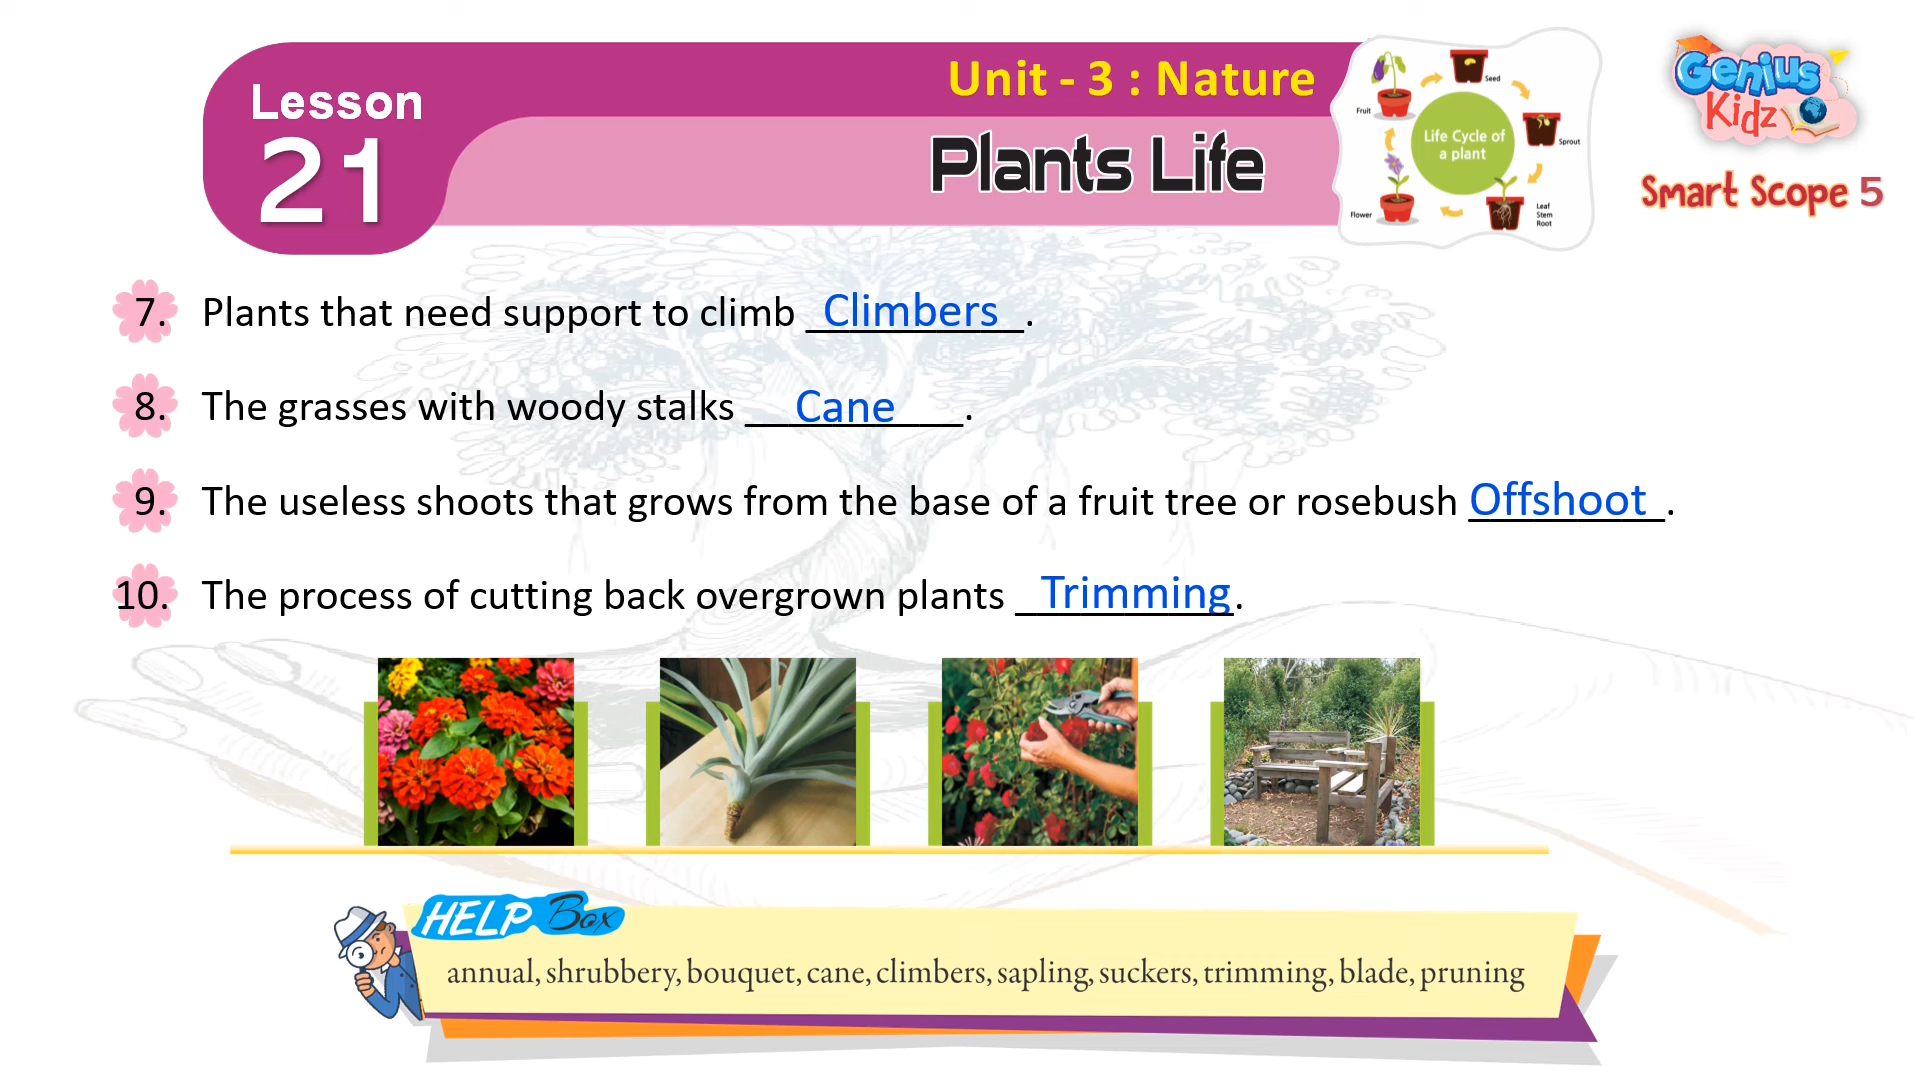 Lesson
21
Unit - 3 : Nature
Plants Life
Life Cycle of
a plant
Seed
Sprout
Leaf
Stem
Root
Flower
Fruit
Genius
Kidz
Smart Scope 5
7. Plants that need support to climb Climbers.
8. The grasses with woody stalks Cane.
9. The useless shoots that grows from the base of a fruit tree or rosebush Offshoot.
10. The process of cutting back overgrown plants Trimming.
HELP Box
annual, shrubbery, bouquet, cane, climbers, sapling, suckers, trimming, blade, pruning